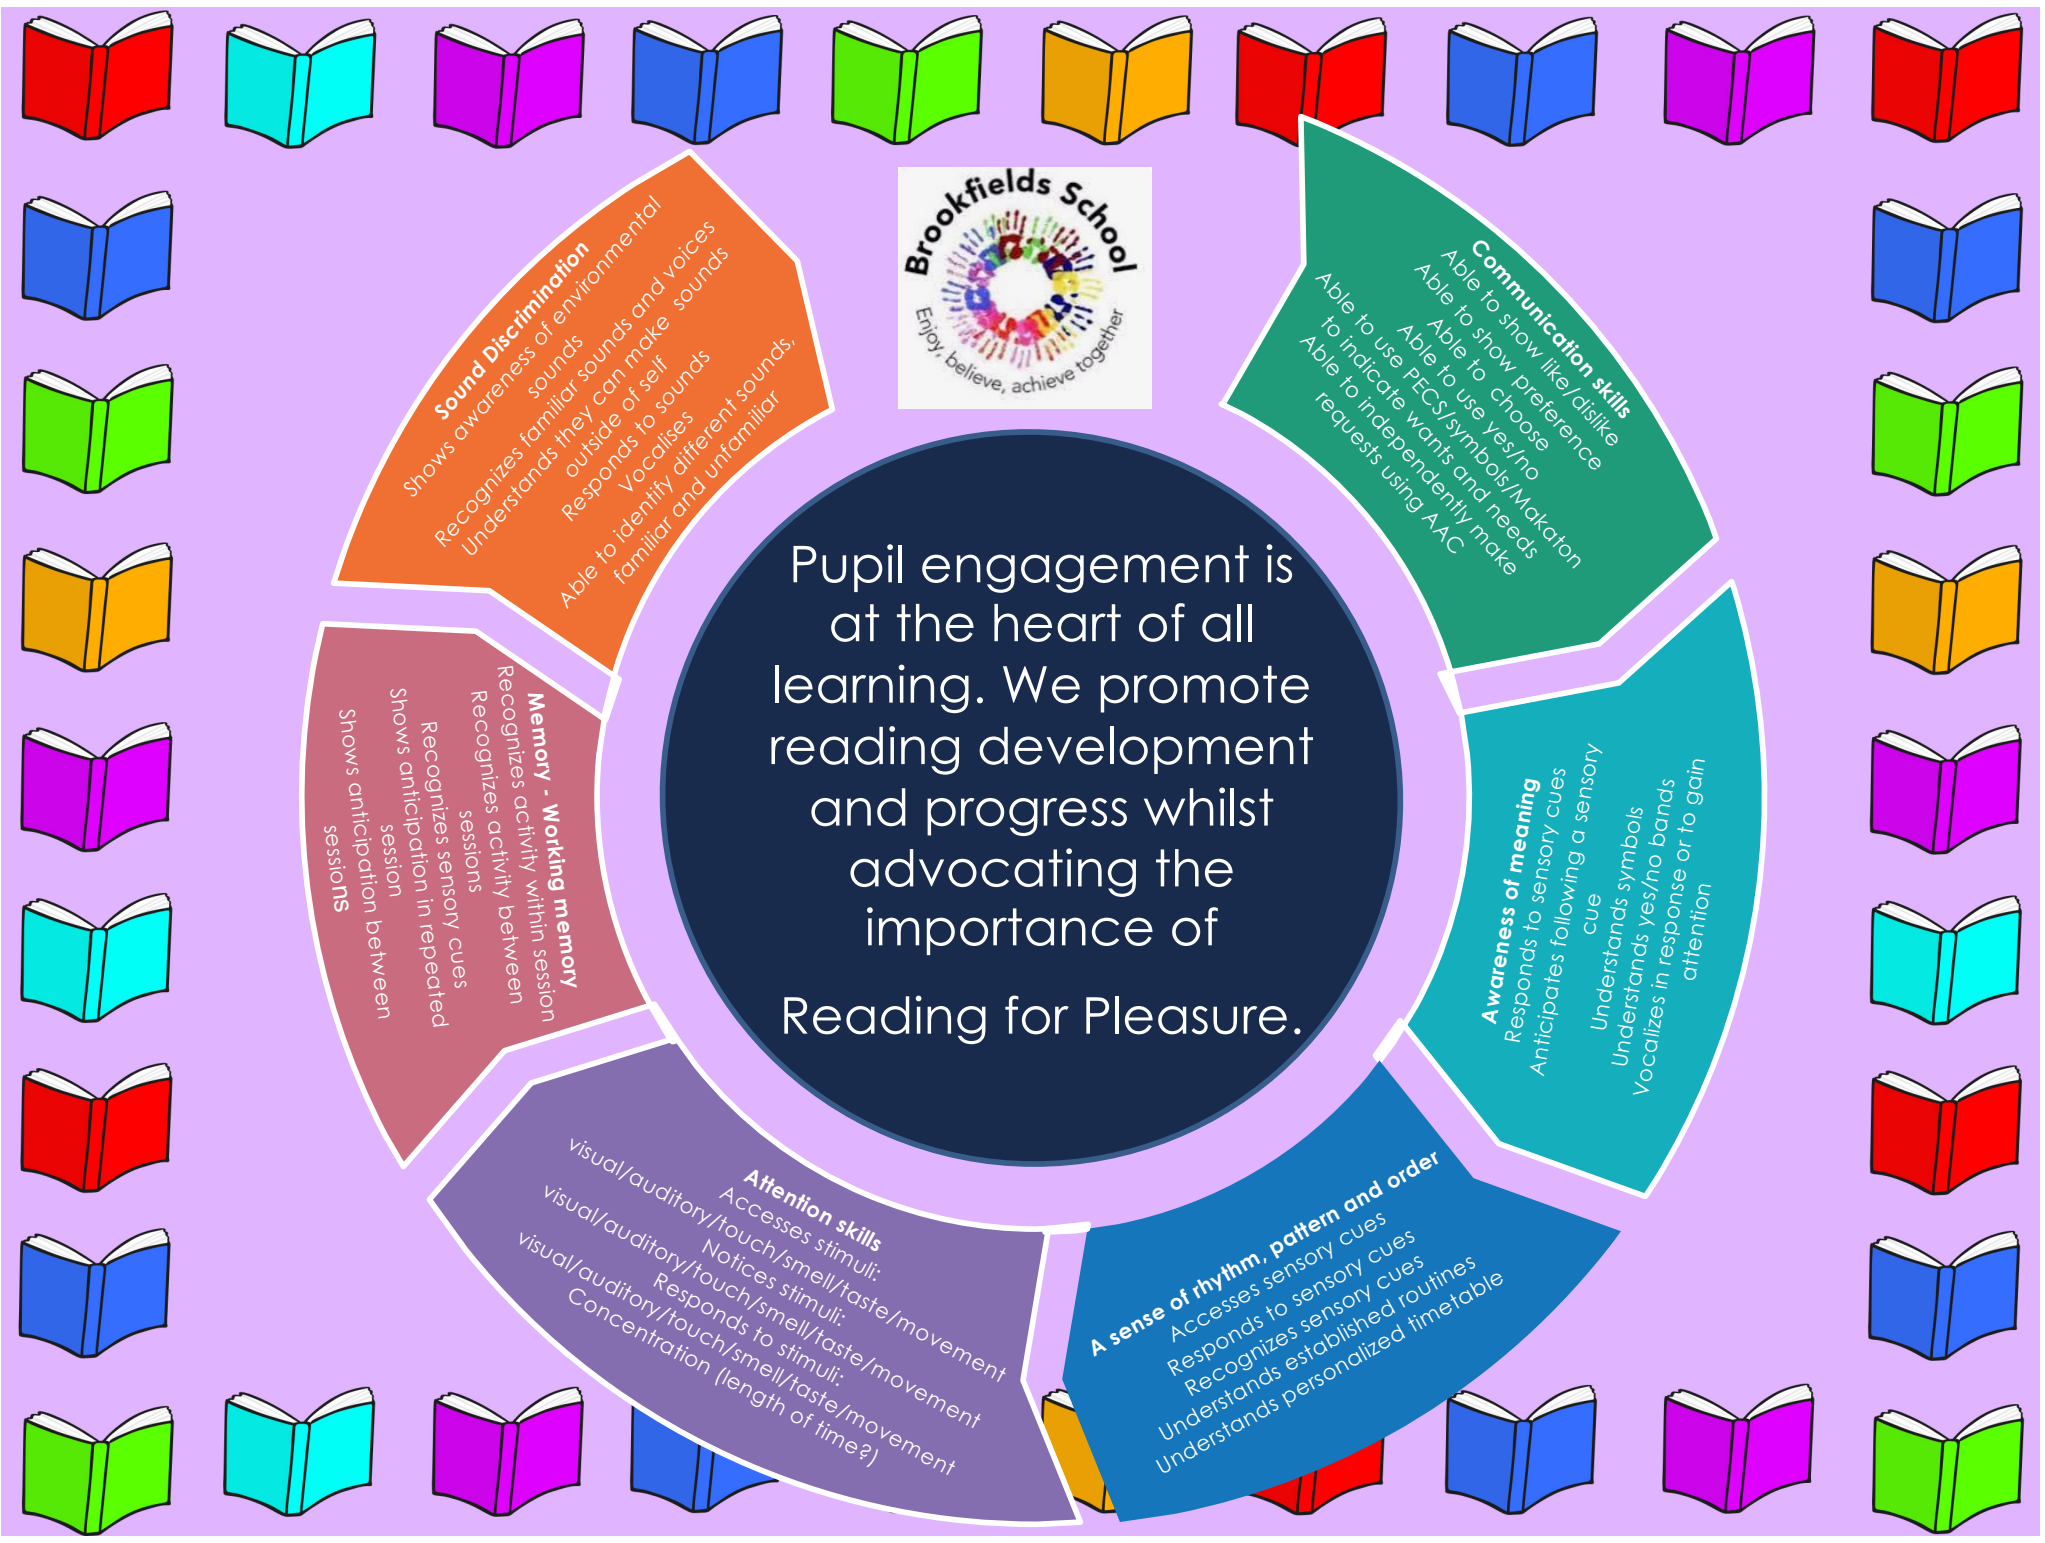 Brookfields School
Enjoy, believe, achieve together
Pupil engagement is
at the heart of all
learning. We promote
reading development
and progress whilst
advocating the
importance of
Reading for Pleasure.
Communication skills
Able to show like/dislike
Able to show preference
Able to choose
Able to use yes/no
Able to use PECS/symbols/Makaton
to indicate wants and needs
Able to independently make
requests using AAC
Awareness of meaning
Responds to sensory cues
Anticipates following a sensory
cue
Understands symbols
Understands yes/no bands
Vocalizes in response or to gain
attention
A sense of rhythm, pattern and order
Accesses sensory cues
Responds to sensory cues
Recognizes sensory cues
Understands established routines
Understands personalized timetable
Attention skills
Accesses stimuli:
visual/auditory/touch/smell/taste/movement
Notices stimuli:
visual/auditory/touch/smell/taste/movement
Responds to stimuli:
visual/auditory/touch/smell/taste/movement
Concentration (length of time?)
Memory - Working memory
Recognizes activity within session
Recognizes activity between
sessions
Recognizes sensory cues
Shows anticipation in repeated
session
Shows anticipation between
sessions
Sound Discrimination
Shows awareness of environmental
sounds
Recognizes familiar sounds and voices
Understands they can make sounds
outside of self
Responds to sounds
Vocalises
Able to identify different sounds,
familiar and unfamiliar